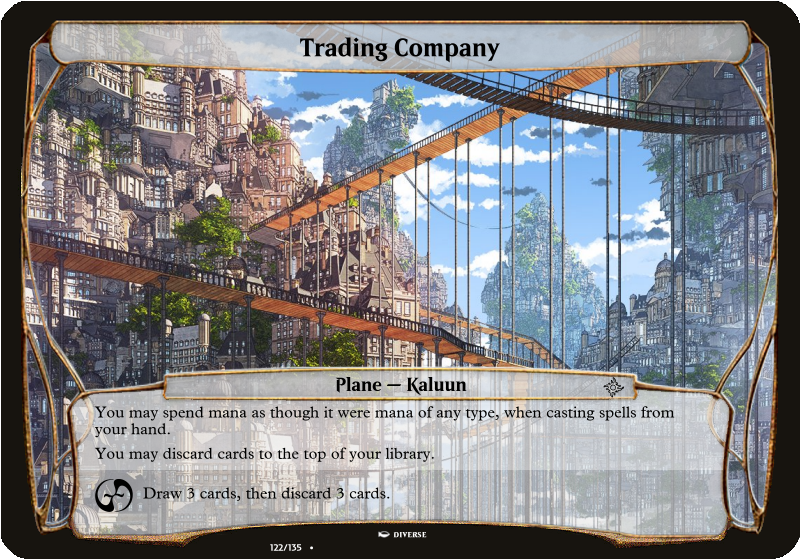 Trading Company
Plane — Kaluun
You may spend mana as though it were mana of any type, when casting spells from
your hand.
You may discard cards to the top of your library.
Draw 3 cards, then discard 3 cards.
DIVERSE
122/135 •